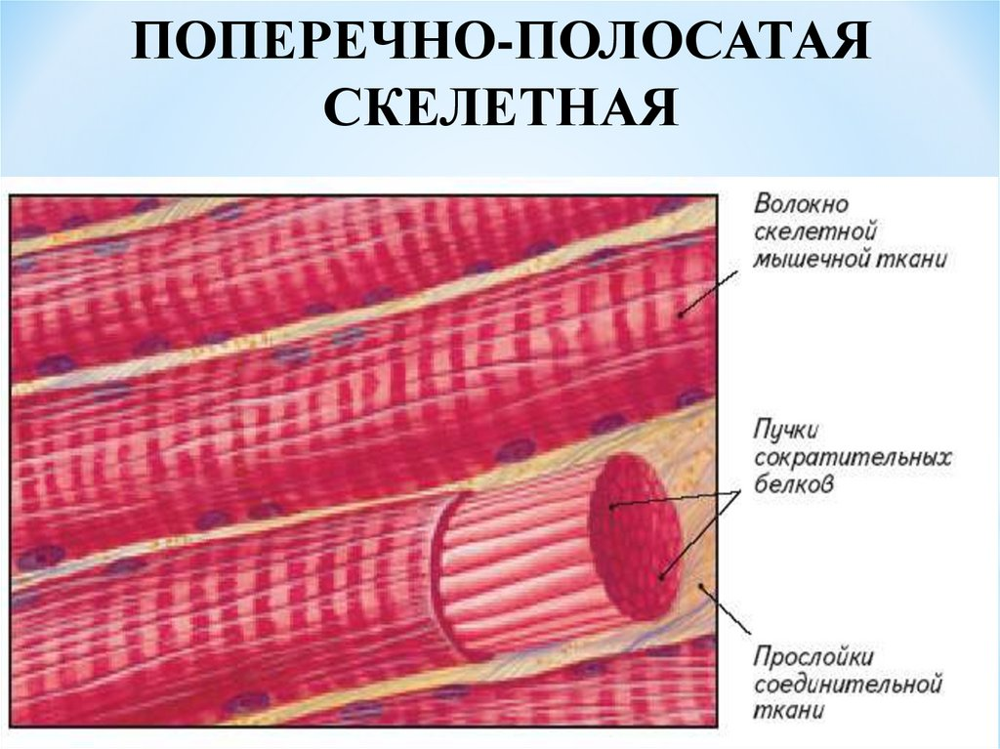 ПОПЕРЕЧНО-ПОЛОСАТАЯ
СКЕЛЕТНАЯ
Волокно
скелетной
мышечной ткани
Пучки
сократительных
белков
Прослойки
соединительной
ткани